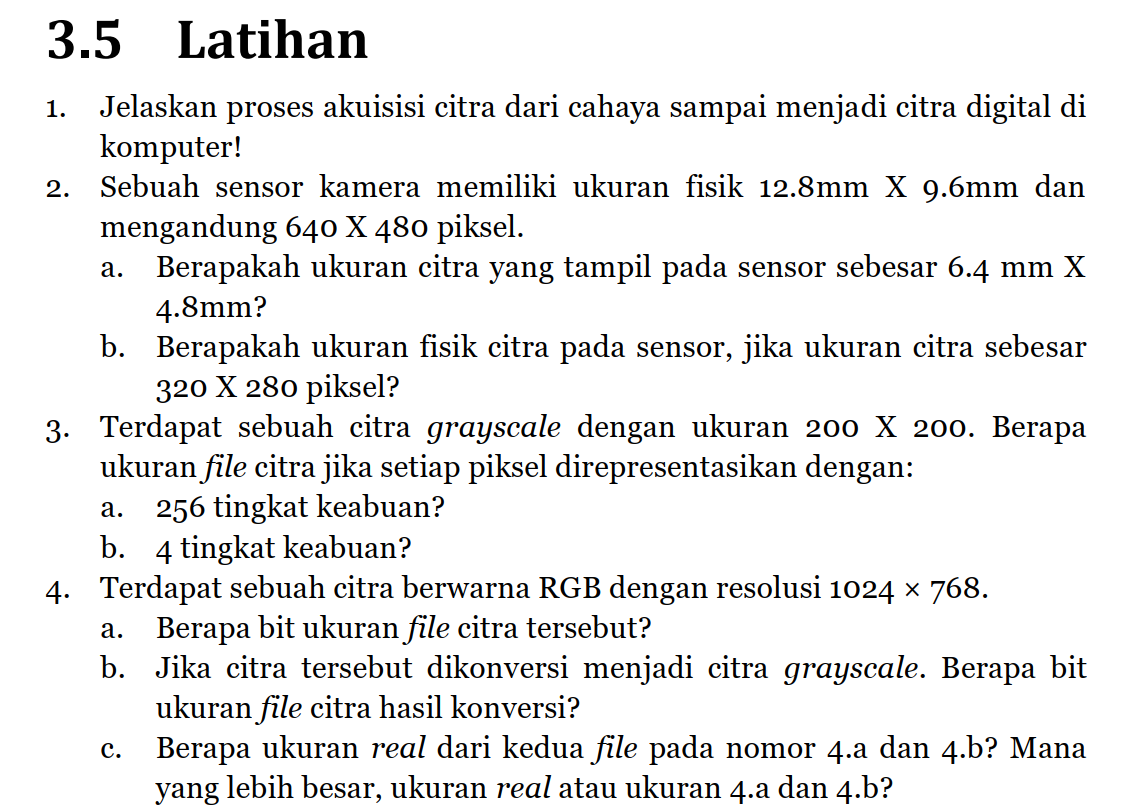 3.5 Latihan
1. Jelaskan proses akuisisi citra dari cahaya sampai menjadi citra digital di
komputer!
2. Sebuah sensor kamera memiliki ukuran fisik 12.8mm X 9.6mm dan
mengandung 640 X 480 piksel.
a. Berapakah ukuran citra yang tampil pada sensor sebesar 6.4 mm X
4.8mm?
b. Berapakah ukuran fisik citra pada sensor, jika ukuran citra sebesar
320 X 280 piksel?
3. Terdapat sebuah citra grayscale dengan ukuran 200 X 200. Berapa
ukuran file citra jika setiap piksel direpresentasikan dengan:
a. 256 tingkat keabuan?
b. 4 tingkat keabuan?
4. Terdapat sebuah citra berwarna RGB dengan resolusi 1024 × 768.
a. Berapa bit ukuran file citra tersebut?
b. Jika citra tersebut dikonversi menjadi citra grayscale. Berapa bit
ukuran file citra hasil konversi?
c. Berapa ukuran real dari kedua file pada nomor 4.a dan 4.b? Mana
yang lebih besar, ukuran real atau ukuran 4.a dan 4.b?